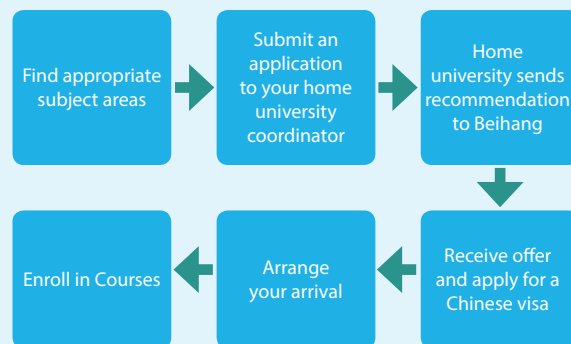 Find appropriate
subject areas
Submit an
application
to your home
university
coordinator
Home
university sends
recommendation
to Beihang
Receive offer
and apply for a
Chinese visa
Arrange
your arrival
Enroll in Courses